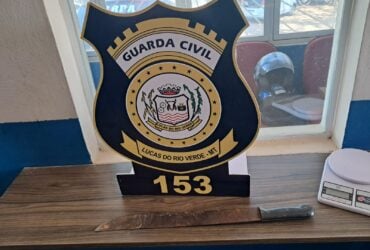 GUARDA CIVIL
LUCAS DO RIO VERDE - MT
153